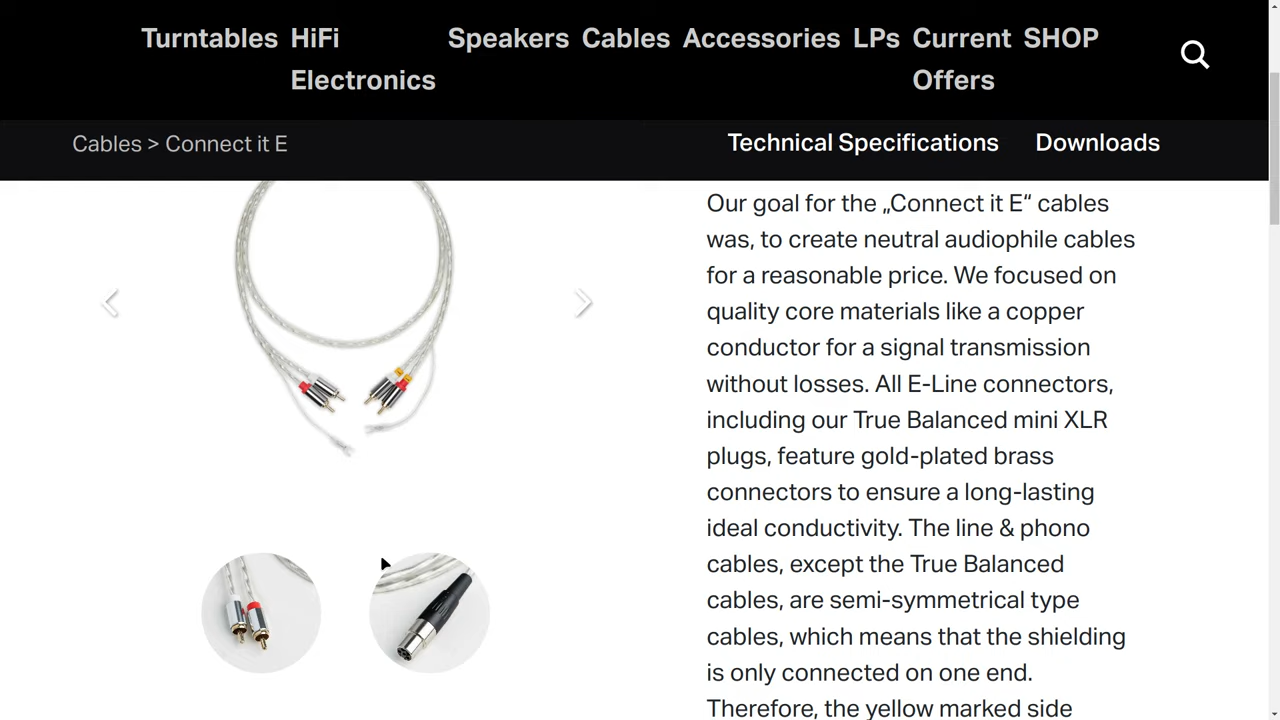 Turntables HiFi Electronics Speakers Cables Accessories LPs Current Offers SHOP
Cables > Connect it E
Technical Specifications Downloads
Our goal for the „Connect it E“ cables
was, to create neutral audiophile cables
for a reasonable price. We focused on
quality core materials like a copper
conductor for a signal transmission
without losses. All E-Line connectors,
including our True Balanced mini XLR
plugs, feature gold-plated brass
connectors to ensure a long-lasting
ideal conductivity. The line & phono
cables, except the True Balanced
cables, are semi-symmetrical type
cables, which means that the shielding
is only connected on one end.
Therefore, the yellow marked side